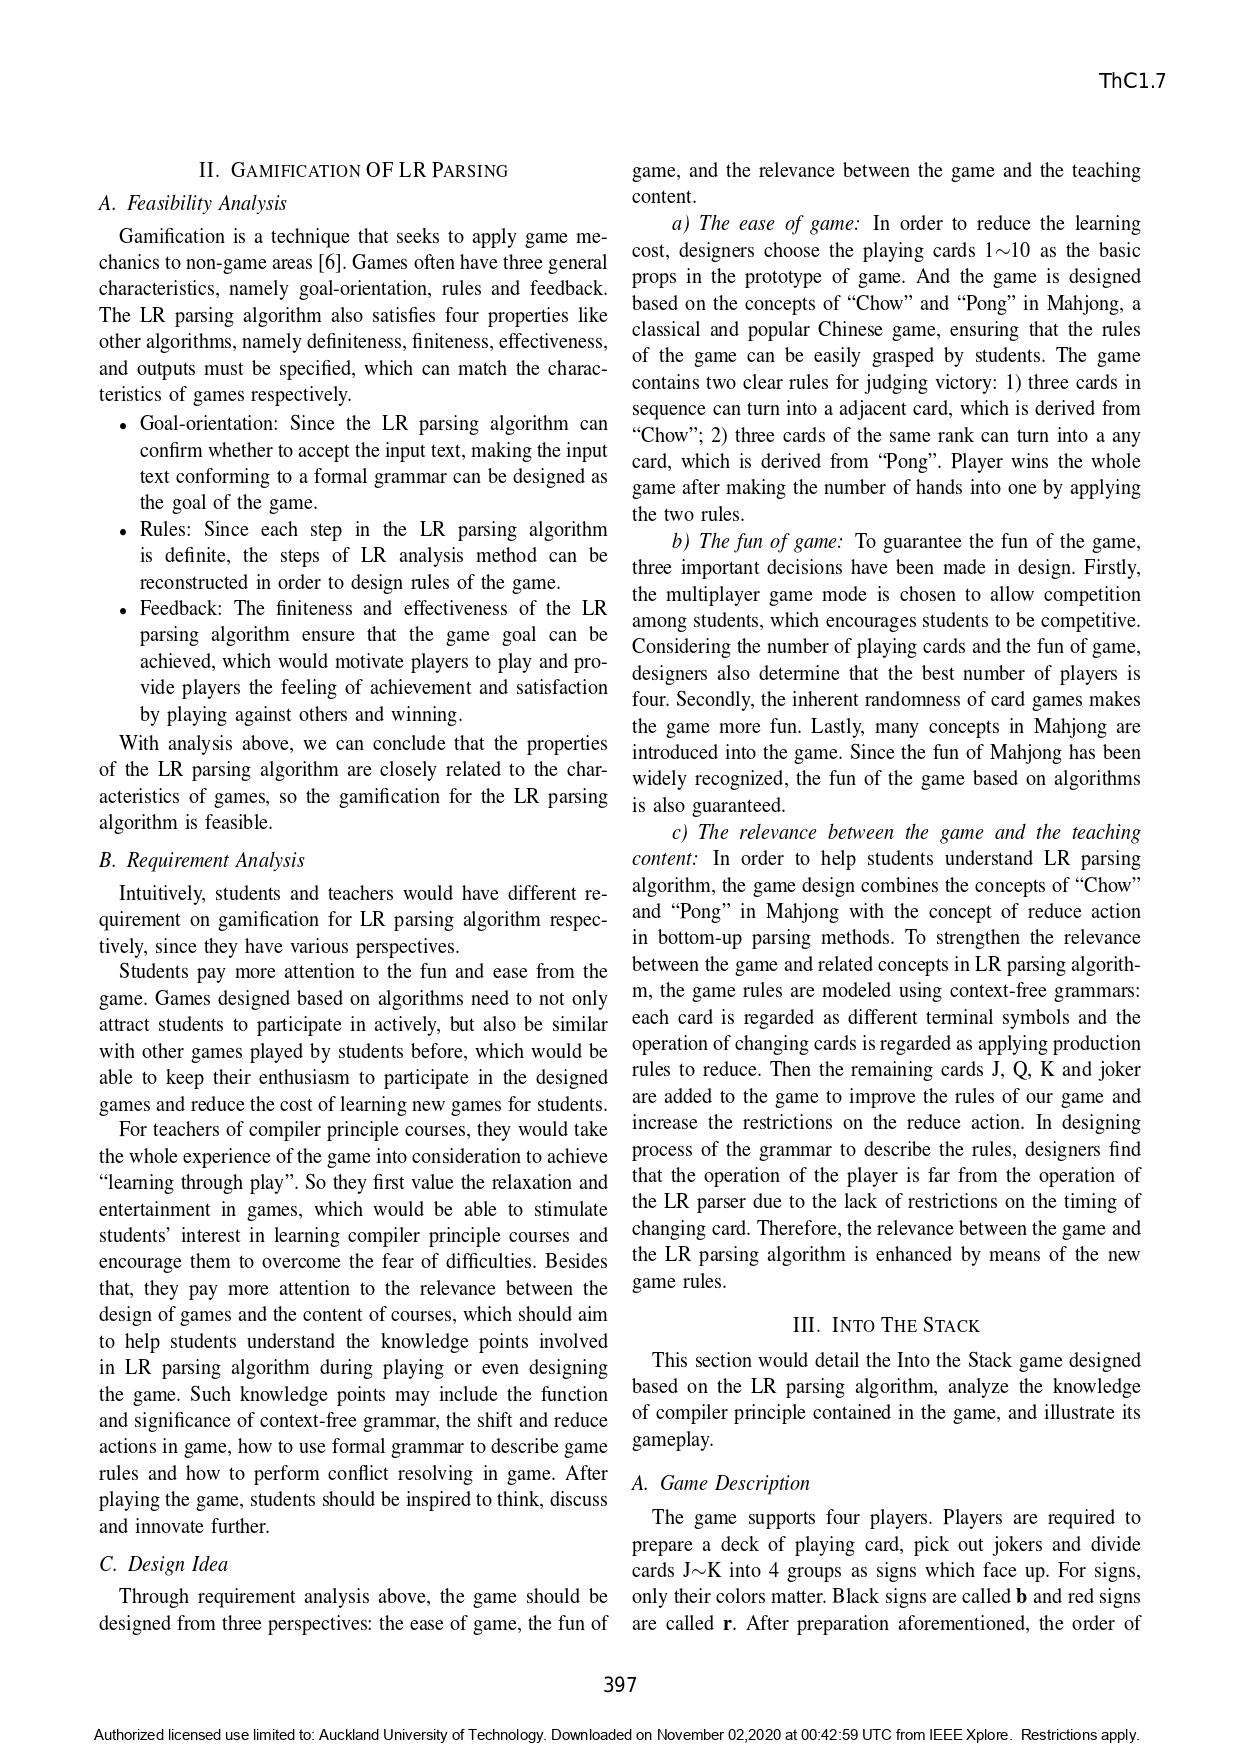 ThC1.7
II. GAMIFICATION OF LR PARSING
A. Feasibility Analysis
Gamification is a technique that seeks to apply game me-
chanics to non-game areas [6]. Games often have three general
characteristics, namely goal-orientation, rules and feedback.
The LR parsing algorithm also satisfies four properties like
other algorithms, namely definiteness, finiteness, effectiveness,
and outputs must be specified, which can match the charac-
teristics of games respectively.
• Goal-orientation: Since the LR parsing algorithm can
confirm whether to accept the input text, making the input
text conforming to a formal grammar can be designed as
the goal of the game.
• Rules: Since each step in the LR parsing algorithm
is definite, the steps of LR analysis method can be
reconstructed in order to design rules of the game.
• Feedback: The finiteness and effectiveness of the LR
parsing algorithm ensure that the game goal can be
achieved, which would motivate players to play and pro-
vide players the feeling of achievement and satisfaction
by playing against others and winning.
With analysis above, we can conclude that the properties
of the LR parsing algorithm are closely related to the char-
acteristics of games, so the gamification for the LR parsing
algorithm is feasible.
B. Requirement Analysis
Intuitively, students and teachers would have different re-
quirement on gamification for LR parsing algorithm respec-
tively, since they have various perspectives.
Students pay more attention to the fun and ease from the
game. Games designed based on algorithms need to not only
attract students to participate in actively, but also be similar
with other games played by students before, which would be
able to keep their enthusiasm to participate in the designed
games and reduce the cost of learning new games for students.
For teachers of compiler principle courses, they would take
the whole experience of the game into consideration to achieve
“learning through play”. So they first value the relaxation and
entertainment in games, which would be able to stimulate
students’ interest in learning compiler principle courses and
encourage them to overcome the fear of difficulties. Besides
that, they pay more attention to the relevance between the
design of games and the content of courses, which should aim
to help students understand the knowledge points involved
in LR parsing algorithm during playing or even designing
the game. Such knowledge points may include the function
and significance of context-free grammar, the shift and reduce
actions in game, how to use formal grammar to describe game
rules and how to perform conflict resolving in game. After
playing the game, students should be inspired to think, discuss
and innovate further.
C. Design Idea
Through requirement analysis above, the game should be
designed from three perspectives: the ease of game, the fun of
game, and the relevance between the game and the teaching
content.
a) The ease of game: In order to reduce the learning
cost, designers choose the playing cards 1∼10 as the basic
props in the prototype of game. And the game is designed
based on the concepts of “Chow” and “Pong” in Mahjong, a
classical and popular Chinese game, ensuring that the rules
of the game can be easily grasped by students. The game
contains two clear rules for judging victory: 1) three cards in
sequence can turn into a adjacent card, which is derived from
“Chow”; 2) three cards of the same rank can turn into a any
card, which is derived from “Pong”. Player wins the whole
game after making the number of hands into one by applying
the two rules.
b) The fun of game: To guarantee the fun of the game,
three important decisions have been made in design. Firstly,
the multiplayer game mode is chosen to allow competition
among students, which encourages students to be competitive.
Considering the number of playing cards and the fun of game,
designers also determine that the best number of players is
four. Secondly, the inherent randomness of card games makes
the game more fun. Lastly, many concepts in Mahjong are
introduced into the game. Since the fun of Mahjong has been
widely recognized, the fun of the game based on algorithms
is also guaranteed.
c) The relevance between the game and the teaching
content: In order to help students understand LR parsing
algorithm, the game design combines the concepts of “Chow”
and “Pong” in Mahjong with the concept of reduce action
in bottom-up parsing methods. To strengthen the relevance
between the game and related concepts in LR parsing algorith-
m, the game rules are modeled using context-free grammars:
each card is regarded as different terminal symbols and the
operation of changing cards is regarded as applying production
rules to reduce. Then the remaining cards J, Q, K and joker
are added to the game to improve the rules of our game and
increase the restrictions on the reduce action. In designing
process of the grammar to describe the rules, designers find
that the operation of the player is far from the operation of
the LR parser due to the lack of restrictions on the timing of
changing card. Therefore, the relevance between the game and
the LR parsing algorithm is enhanced by means of the new
game rules.
III. INTO THE STACK
This section would detail the Into the Stack game designed
based on the LR parsing algorithm, analyze the knowledge
of compiler principle contained in the game, and illustrate its
gameplay.
A. Game Description
The game supports four players. Players are required to
prepare a deck of playing card, pick out jokers and divide
cards J∼K into 4 groups as signs which face up. For signs,
only their colors matter. Black signs are called b and red signs
are called r. After preparation aforementioned, the order of
397
Authorized licensed use limited to: Auckland University of Technology. Downloaded on November 02,2020 at 00:42:59 UTC from IEEE Xplore. Restrictions apply.